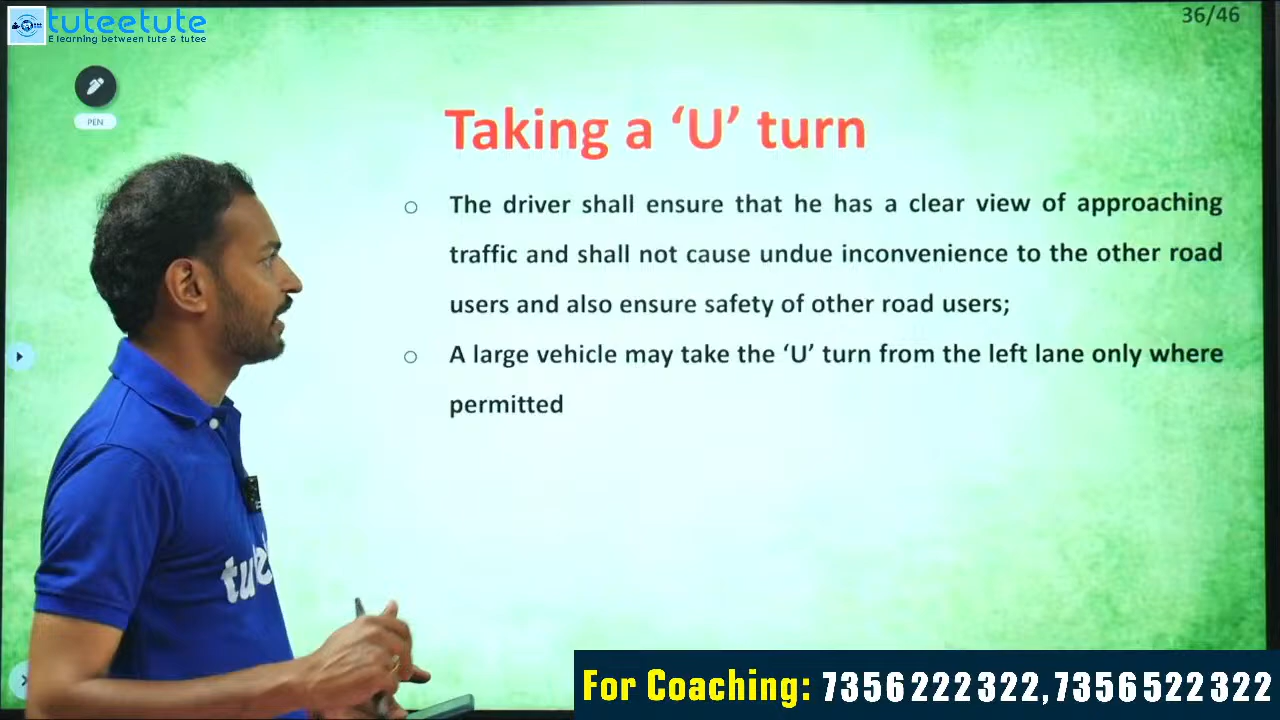 tuteetute
E learning between tute & tutee
36/46
PEN
Taking a ‘U’ turn
The driver shall ensure that he has a clear view of approaching
traffic and shall not cause undue inconvenience to the other road
users and also ensure safety of other road users;
A large vehicle may take the ‘U’ turn from the left lane only where
permitted
For Coaching: 7356222322,7356522322